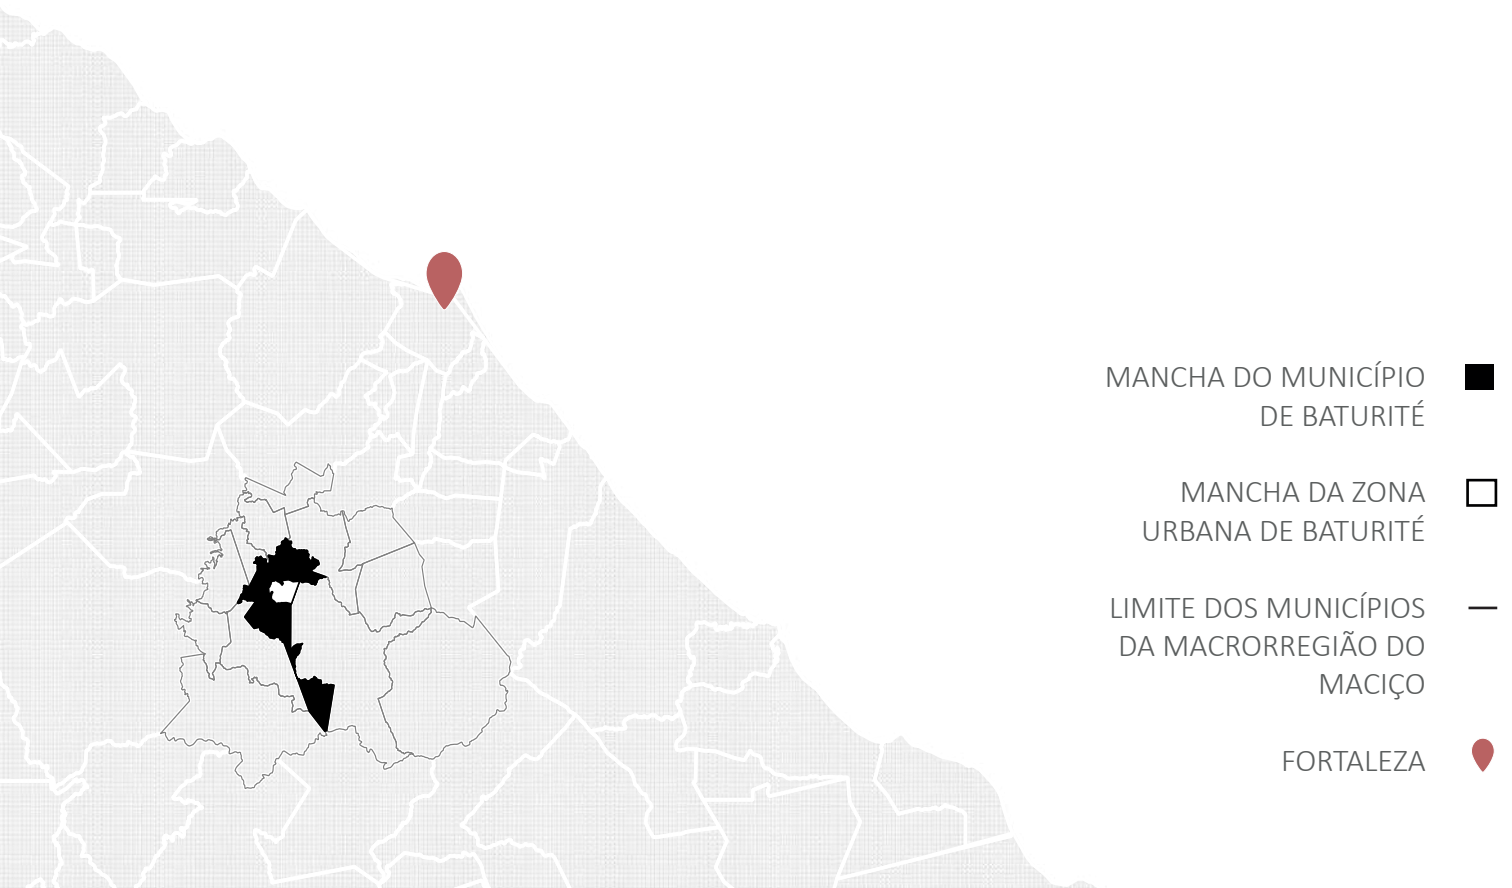 MANCHA DO MUNICÍPIO
DE BATURITÉ
MANCHA DA ZONA
URBANA DE BATURITÉ
LIMITE DOS MUNICÍPIOS
DA MACRORREGIÃO DO
MACIÇO
FORTALEZA